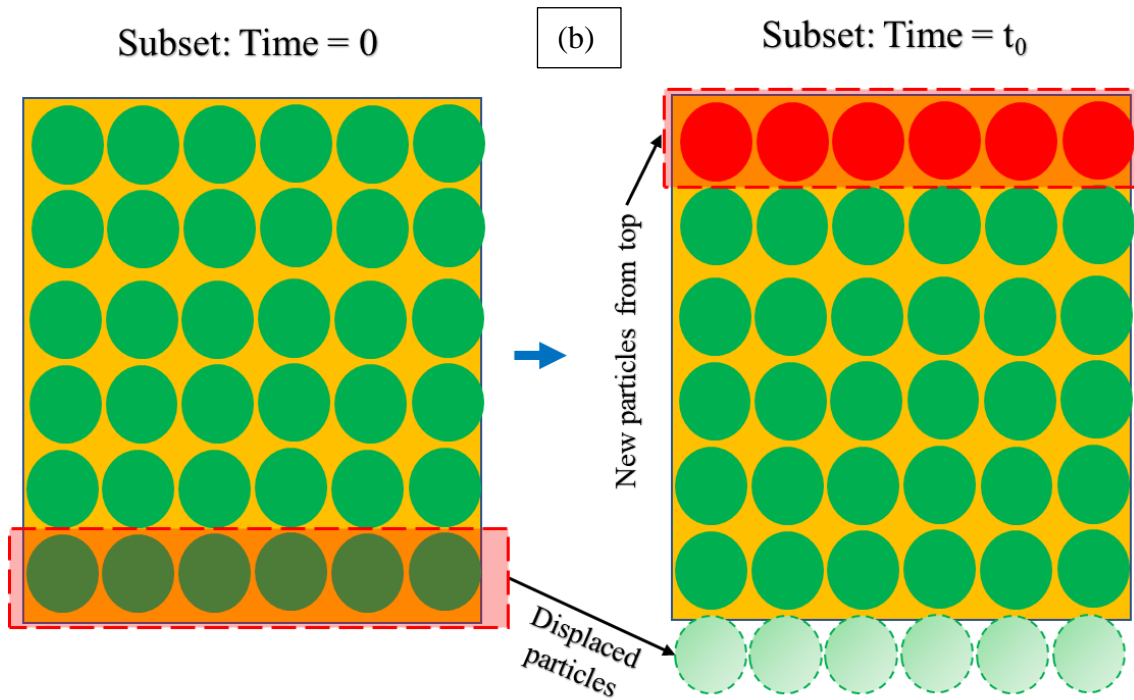 Subset: Time = 0
(b)
Subset: Time = t₀
New particles from top
Displaced
particles